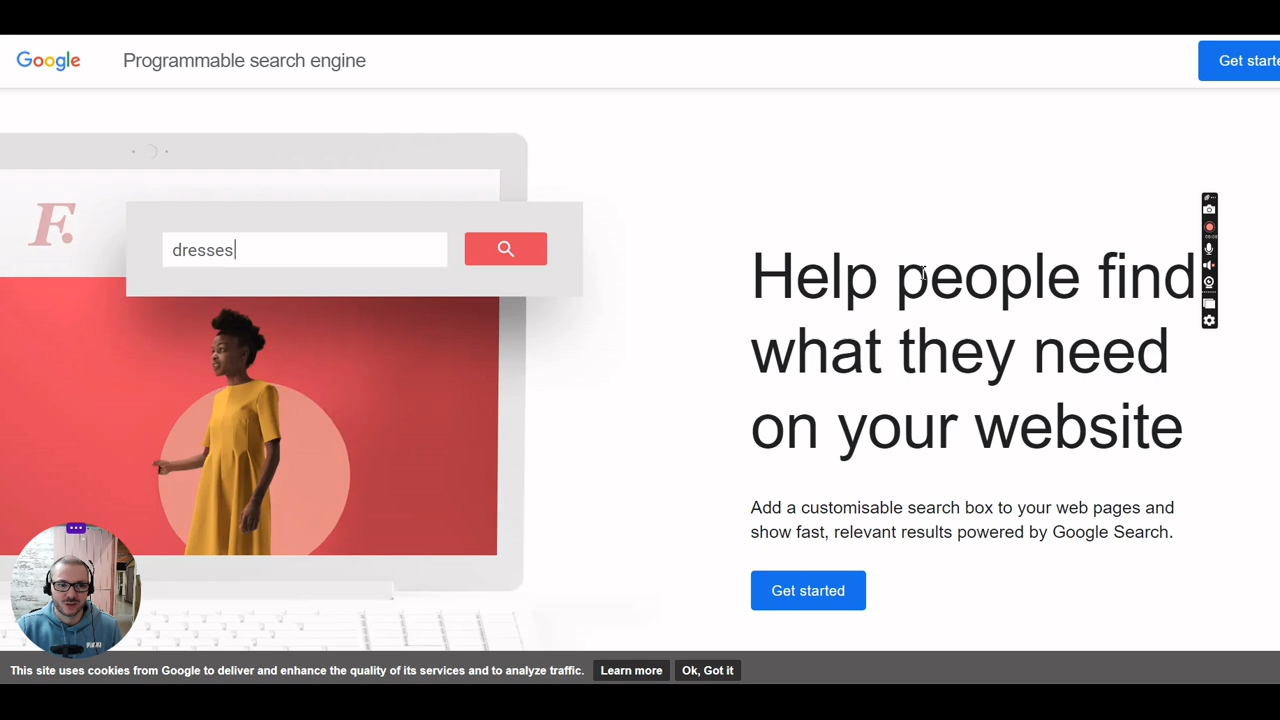 Google
Programmable search engine
Get starte
F.
dresses
Help people find
what they need
on your website
Add a customisable search box to your web pages and
show fast, relevant results powered by Google Search.
Get started
This site uses cookies from Google to deliver and enhance the quality of its services and to analyze traffic. Learn more Ok, Got it